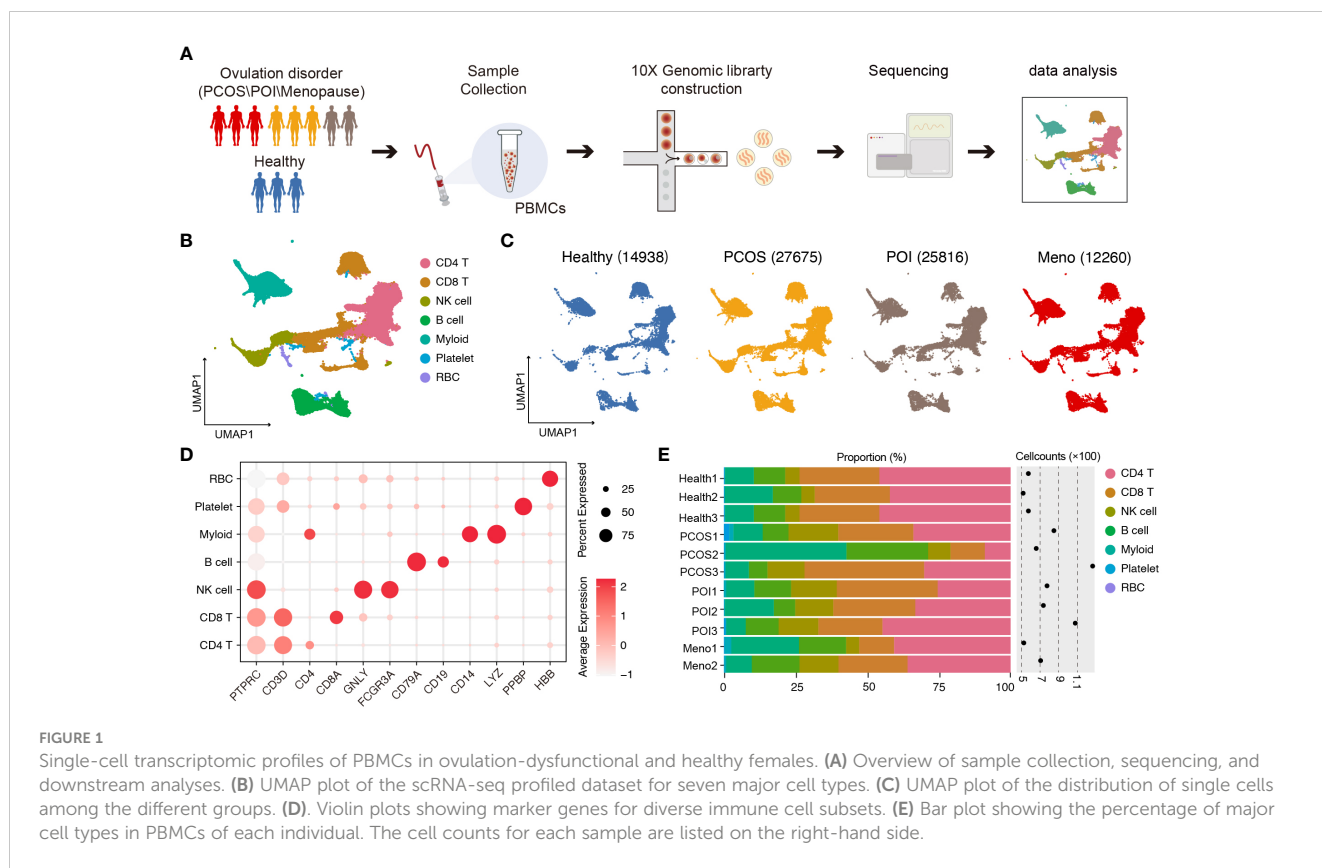 A
Ovulation disorder
(PCOS\POI\Menopause)
Healthy
Sample
Collection
PBMCs
10X Genomic librarty
construction
Sequencing
data analysis
B
CD4 T
CD8 T
NK cell
B cell
Myloid
Platelet
RBC
UMAP1
UMAP1
C
Healthy (14938)
PCOS (27675)
POI (25816)
Meno (12260)
UMAP1
UMAP1
D
RBC
Platelet
Myloid
B cell
NK cell
CD8 T
CD4 T
PTPRC
CD3D
CD4
CD8A
GNLY
FCGR3A
CD79A
CD19
CD14
LYZ
PPBP
HBB
Percent Expressed
25
50
75
Average Expression
2
1
0
−1
E
Proportion (%)
Cellcounts (×100)
Health1
Health2
Health3
PCOS1
PCOS2
PCOS3
POI1
POI2
POI3
Meno1
Meno2
0 25 50 75 100
5 7 9 1.1
CD4 T
CD8 T
NK cell
B cell
Myloid
Platelet
RBC
FIGURE 1
Single-cell transcriptomic profiles of PBMCs in ovulation-dysfunctional and healthy females. (A) Overview of sample collection, sequencing, and
downstream analyses. (B) UMAP plot of the scRNA-seq profiled dataset for seven major cell types. (C) UMAP plot of the distribution of single cells
among the different groups. (D). Violin plots showing marker genes for diverse immune cell subsets. (E) Bar plot showing the percentage of major
cell types in PBMCs of each individual. The cell counts for each sample are listed on the right-hand side.